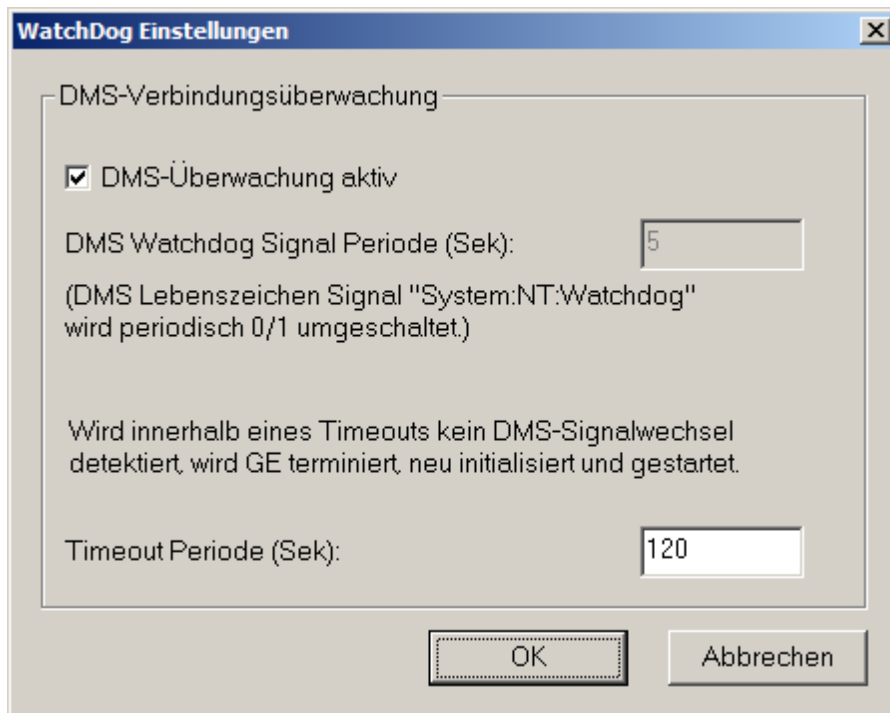 WatchDog Einstellungen
DMS-Verbindungsüberwachung
DMS-Überwachung aktiv
DMS Watchdog Signal Periode (Sek): 5
(DMS Lebenszeichen Signal "System:NT:Watchdog"
wird periodisch 0/1 umgeschaltet.)
Wird innerhalb eines Timeouts kein DMS-Signalwechsel
detektiert, wird GE terminiert, neu initialisiert und gestartet.
Timeout Periode (Sek): 120
OK Abbrechen